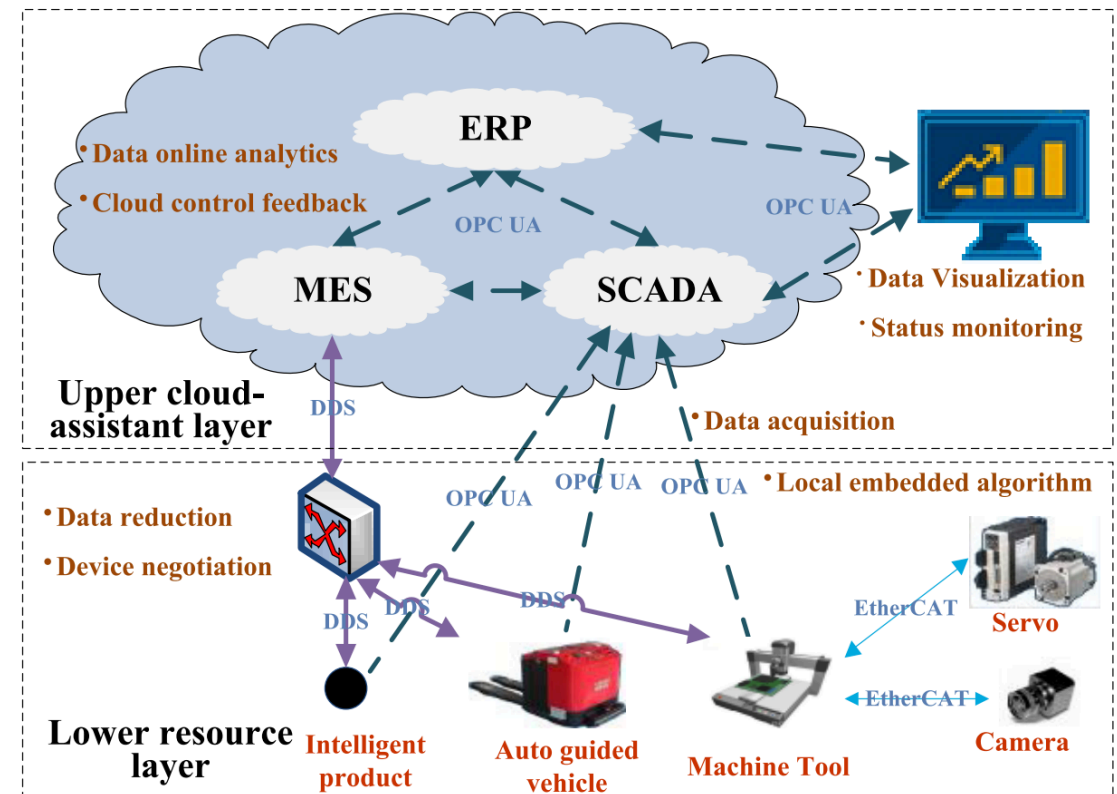 ERP
• Data online analytics
• Cloud control feedback
OPC UA
OPC UA
MES
SCADA
• Data Visualization
• Status monitoring
Upper cloud-
assistant layer
DDS
• Data acquisition
OPC UA
OPC UA
OPC UA
• Local embedded algorithm
• Data reduction
• Device negotiation
DDS
DDS
DDS
EtherCAT
Servo
EtherCAT
Lower resource
layer
Intelligent
product
Auto guided
vehicle
Machine Tool
Camera